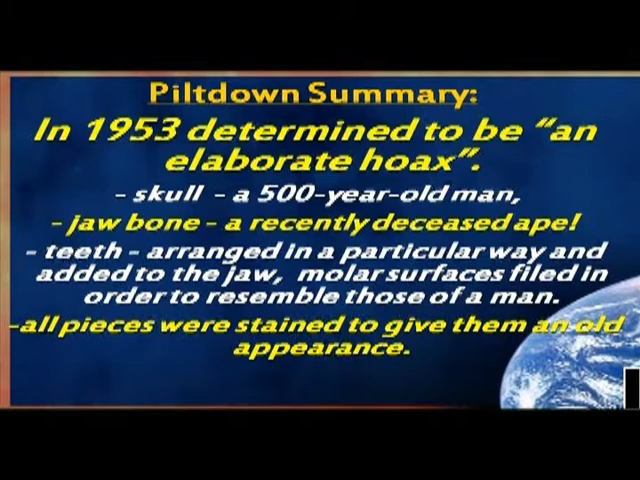 Piltdown Summary:
In 1953 determined to be “an
elaborate hoax”.
- skull - a 500-year-old man,
- jaw bone - a recently deceased ape!
- teeth - arranged in a particular way and
added to the jaw, molar surfaces filed in
order to resemble those of a man.
-all pieces were stained to give them an old
appearance.